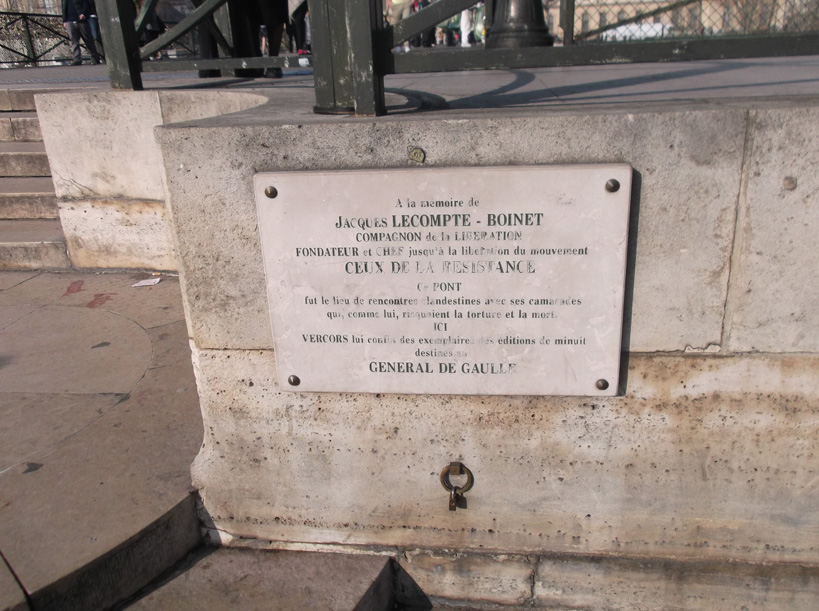 A la memoire de
JACQUES LECOMPTE - BOINET
COMPAGNON de la LIBERATION
FONDATEUR et CHEF jusqu'à la libération du mouvement
CEUX DE LA RESISTANCE
Ce PONT
fut le lieu de rencontres clandestines avec ses camarades
qui, comme lui, risquaient la torture et la mort.
ICI
VERCORS lui confia des exemplaires des éditions de minuit
destinés au
GENERAL DE GAULLE